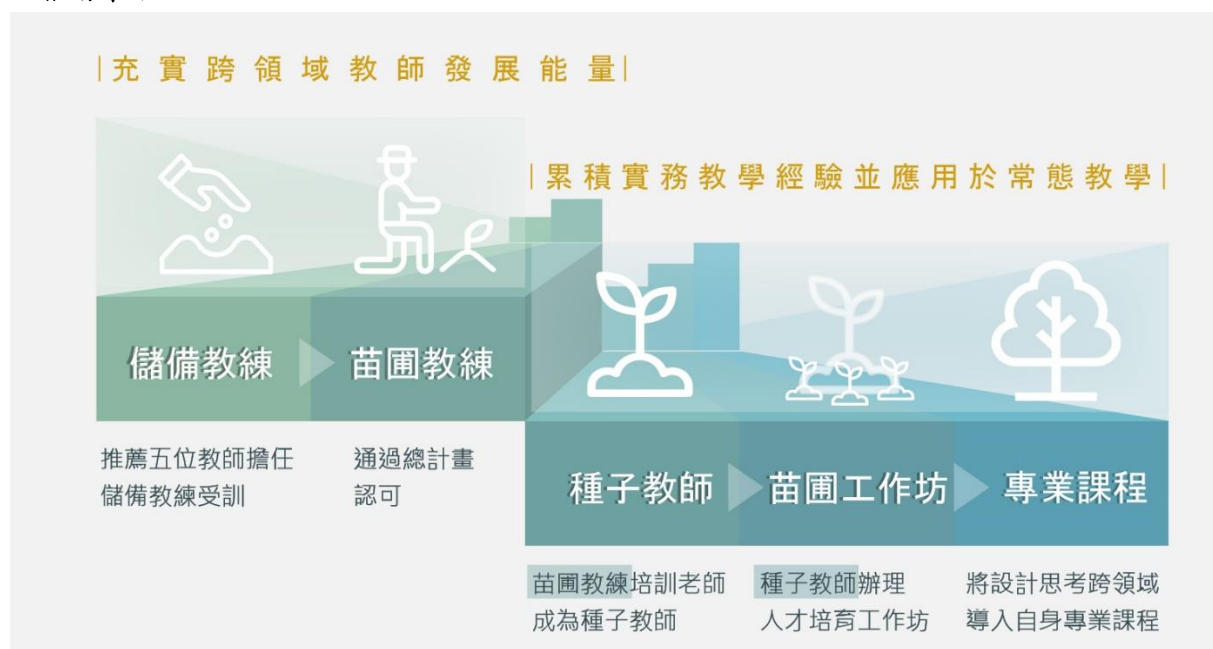 |充實跨領域教師發展能量|
|累積實務教學經驗並應用於常態教學|
儲備教練
苗圃教練
推薦五位教師擔任
儲備教練受訓
通過總計畫
認可
種子教師
苗圃工作坊
專業課程
苗圃教練培訓老師
成為種子教師
種子教師辦理
人才培育工作坊
將設計思考跨領域
導入自身專業課程